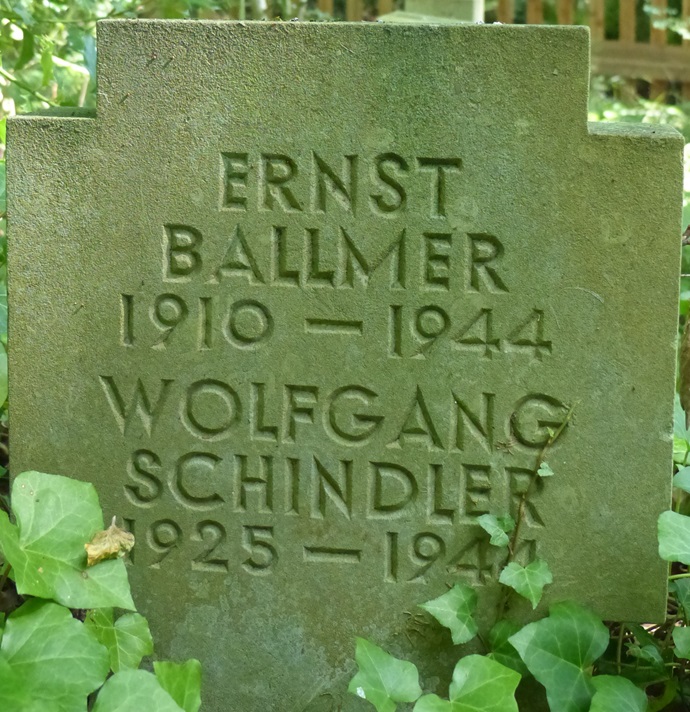 ERNST
BALLMER
1910 — 1944
WOLFGANG
SCHINDLER
1925 — 1944